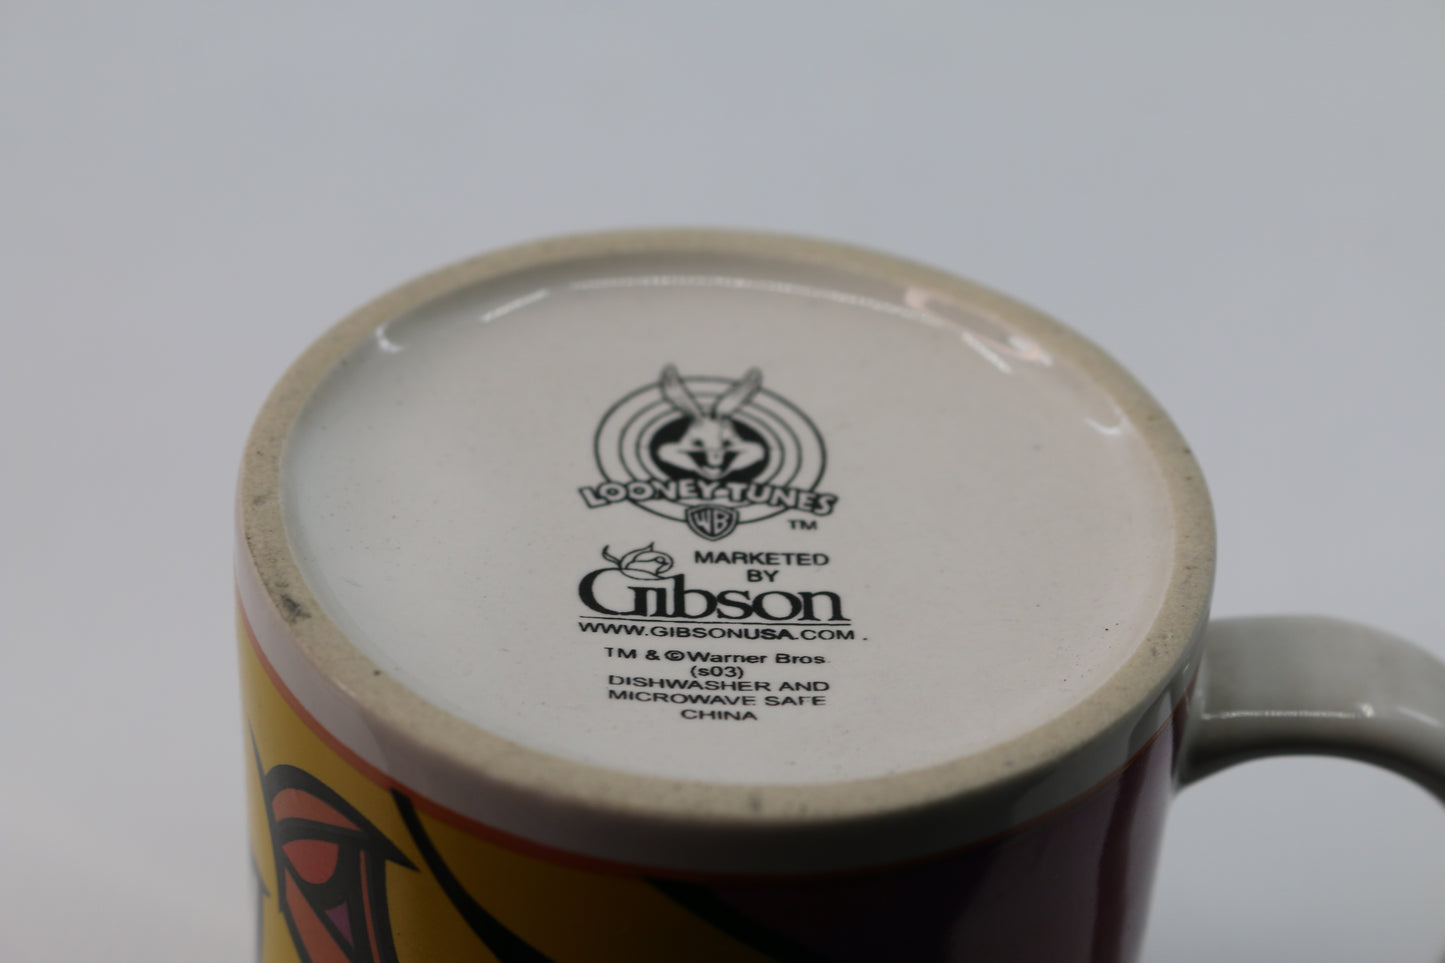 LOONEY TUNES
WB
TM
MARKETED
BY
Gibson
WWW.GIBSONUSA.COM .
TM & ©Warner Bros.
(s03)
DISHWASHER AND
MICROWAVE SAFE
CHINA